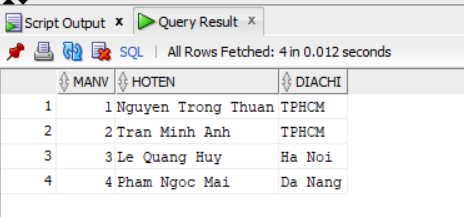 Script Output x Query Result x
SQL | All Rows Fetched: 4 in 0.012 seconds
MANV HOTEN DIACHI
1 1 Nguyen Trong Thuan TPHCM
2 2 Tran Minh Anh TPHCM
3 3 Le Quang Huy Ha Noi
4 4 Pham Ngoc Mai Da Nang